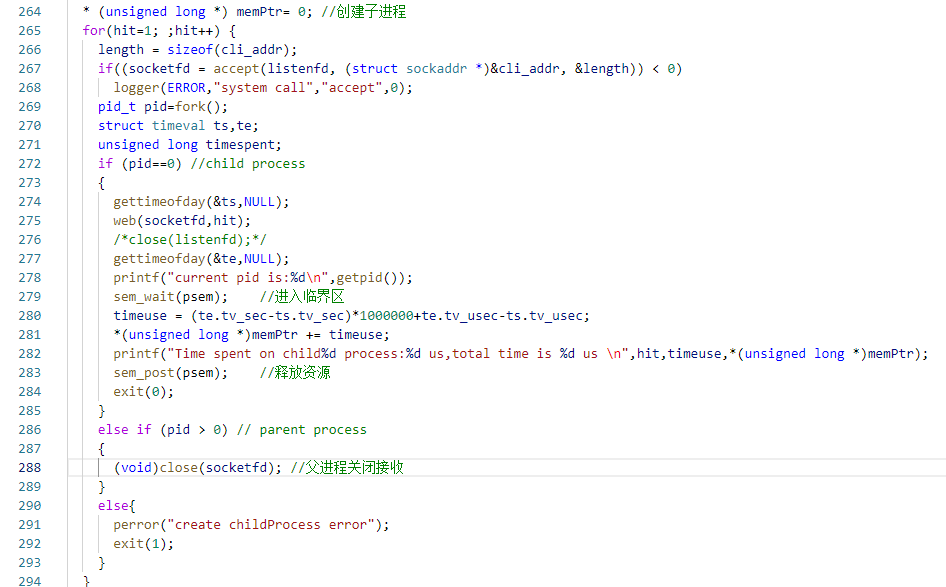 264 * (unsigned long *) memPtr= 0; //创建子进程
265 for(hit=1; ;hit++) {
266 length = sizeof(cli_addr);
267 if((socketfd = accept(listenfd, (struct sockaddr *)&cli_addr, &length)) < 0)
268 logger(ERROR,"system call","accept",0);
269 pid_t pid=fork();
270 struct timeval ts,te;
271 unsigned long timespent;
272 if (pid==0) //child process
273 {
274 gettimeofday(&ts,NULL);
275 web(socketfd,hit);
276 /*close(listenfd);*/
277 gettimeofday(&te,NULL);
278 printf("current pid is:%d\n",getpid());
279 sem_wait(psem); //进入临界区
280 timeuse = (te.tv_sec-ts.tv_sec)*1000000+te.tv_usec-ts.tv_usec;
281 *(unsigned long *)memPtr += timeuse;
282 printf("Time spent on child%d process:%d us,total time is %d us \n",hit,timeuse,*(unsigned long *)memPtr);
283 sem_post(psem); //释放资源
284 exit(0);
285 }
286 else if (pid > 0) // parent process
287 {
288 (void)close(socketfd); //父进程关闭接收
289 }
290 else{
291 perror("create childProcess error");
292 exit(1);
293 }
294 }